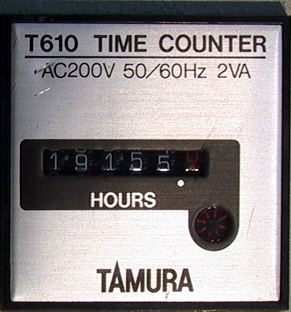 T610 TIME COUNTER
AC200V 50/60Hz 2VA
19155
HOURS
TAMURA